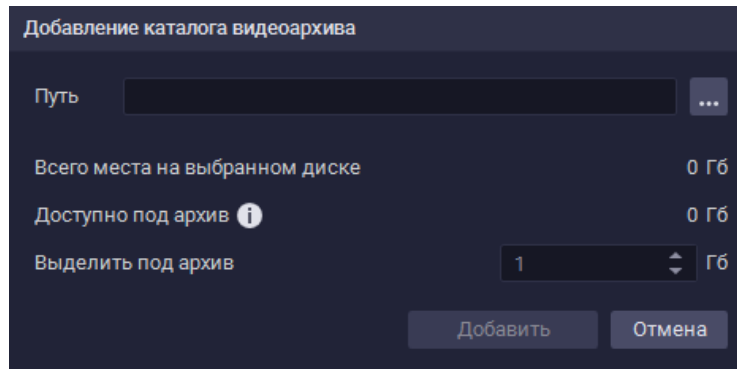 Добавление каталога видеоархива
Путь ...
Всего места на выбранном диске 0 Гб
Доступно под архив i 0 Гб
Выделить под архив 1 Гб
Добавить Отмена